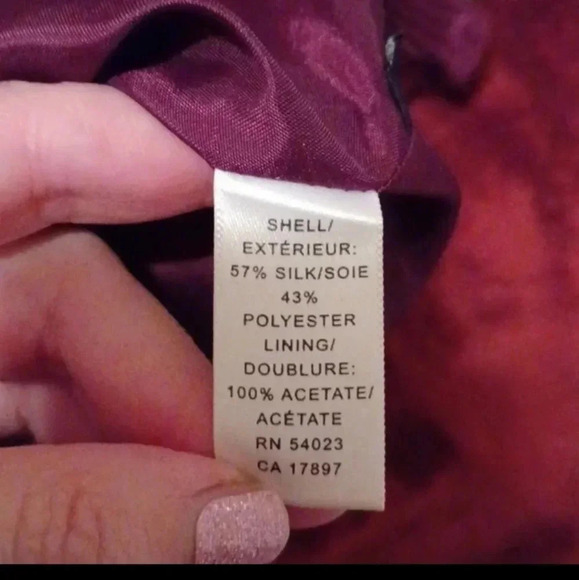 SHELL/
EXTÉRIEUR:
57% SILK/SOIE
43%
POLYESTER
LINING/
DOUBLURE:
100% ACETATE/
ACÉTATE
RN 54023
CA 17897